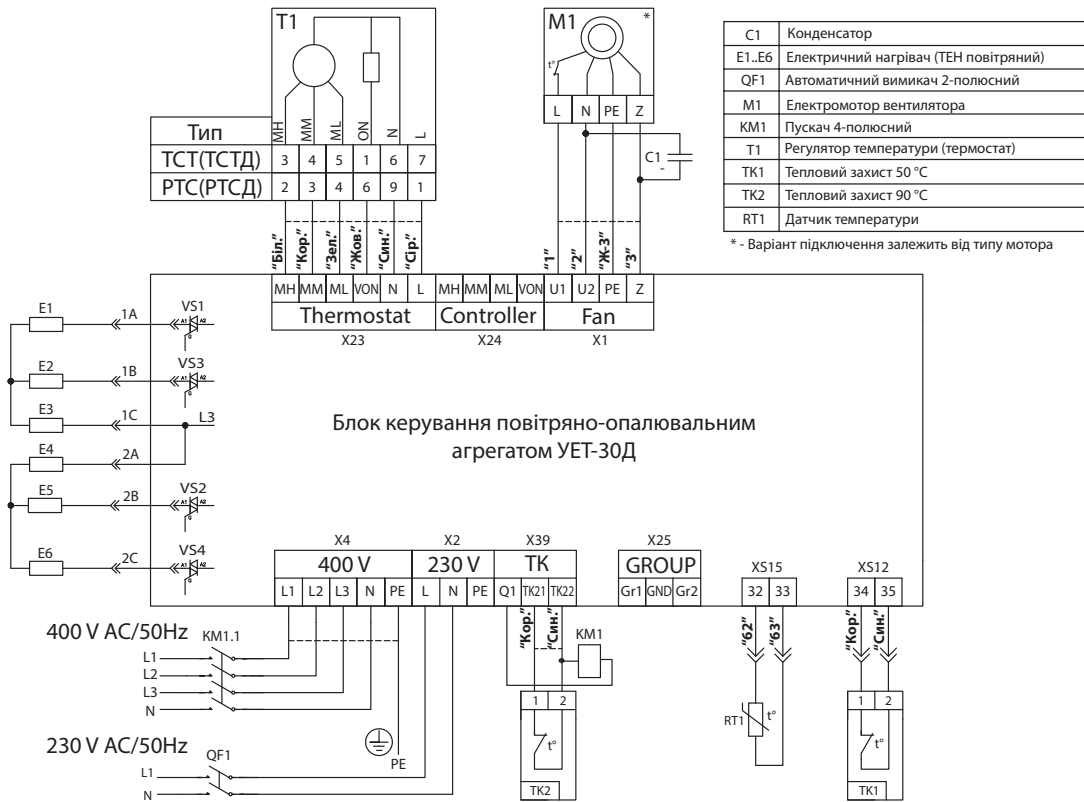 T1
MH MM ML ON N L
Тип
ТСТ(ТСТД) 3 4 5 1 6 7
РТС(РТСД) 2 3 4 6 9 1
"Біл." "Кор." "Зел." "Жов." "Син." "Сір."
M1 *
t°
L N PE Z
C1
-
"1" "2" "Ж-З" "3"
C1 Конденсатор
E1..E6 Електричний нагрівач (ТЕН повітряний)
QF1 Автоматичний вимикач 2-полюсний
M1 Електромотор вентилятора
KM1 Пускач 4-полюсний
T1 Регулятор температури (термостат)
TK1 Тепловий захист 50 °C
TK2 Тепловий захист 90 °C
RT1 Датчик температури
* - Варіант підключення залежить від типу мотора
MH MM ML VON N L MH MM ML VON U1 U2 PE Z
Thermostat Controller Fan
X23 X24 X1
E1 1A VS1
A1 A2
G
E2 1B VS3
A1 A2
G
E3 1C L3
E4 2A
E5 2B VS2
A1 A2
G
E6 2C VS4
A1 A2
G
Блок керування повітряно-опалювальним
агрегатом УЕТ-30Д
X4 X2 X39 X25 XS15 XS12
400 V 230 V TK GROUP
L1 L2 L3 N PE L N PE Q1 TK21 TK22 Gr1 GND Gr2 32 33 34 35
"Кор." "Син." "62" "63" "Кор." "Син."
400 V AC/50Hz
KM1.1
L1
L2
L3
N
KM1
1 2
t°
TK2
RT1 t°
1 2
t°
TK1
230 V AC/50Hz
QF1
L1
N
PE